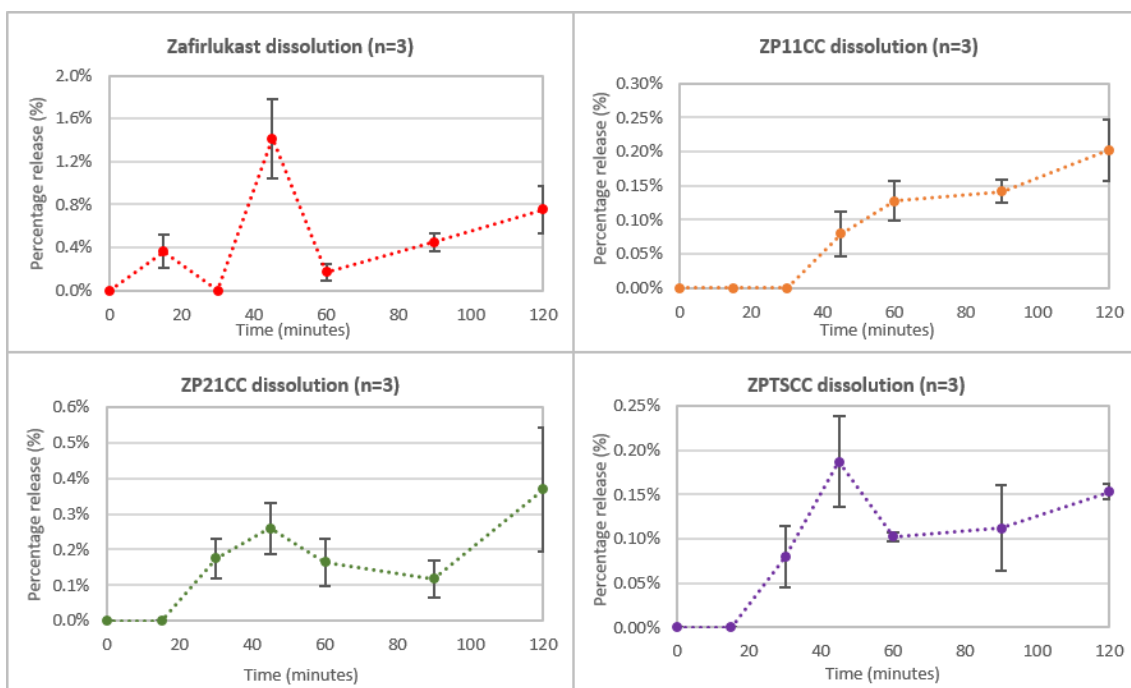 Zafirlukast dissolution (n=3)
Percentage release (%)
2.0%
1.6%
1.2%
0.8%
0.4%
0.0%
0 20 40 60 80 100 120
Time (minutes)
ZP11CC dissolution (n=3)
Percentage release (%)
0.30%
0.25%
0.20%
0.15%
0.10%
0.05%
0.00%
0 20 40 60 80 100 120
Time (minutes)
ZP21CC dissolution (n=3)
Percentage release (%)
0.6%
0.5%
0.4%
0.3%
0.2%
0.1%
0.0%
0 20 40 60 80 100 120
Time (minutes)
ZPTSCC dissolution (n=3)
Percentage release (%)
0.25%
0.20%
0.15%
0.10%
0.05%
0.00%
0 20 40 60 80 100 120
Time (minutes)